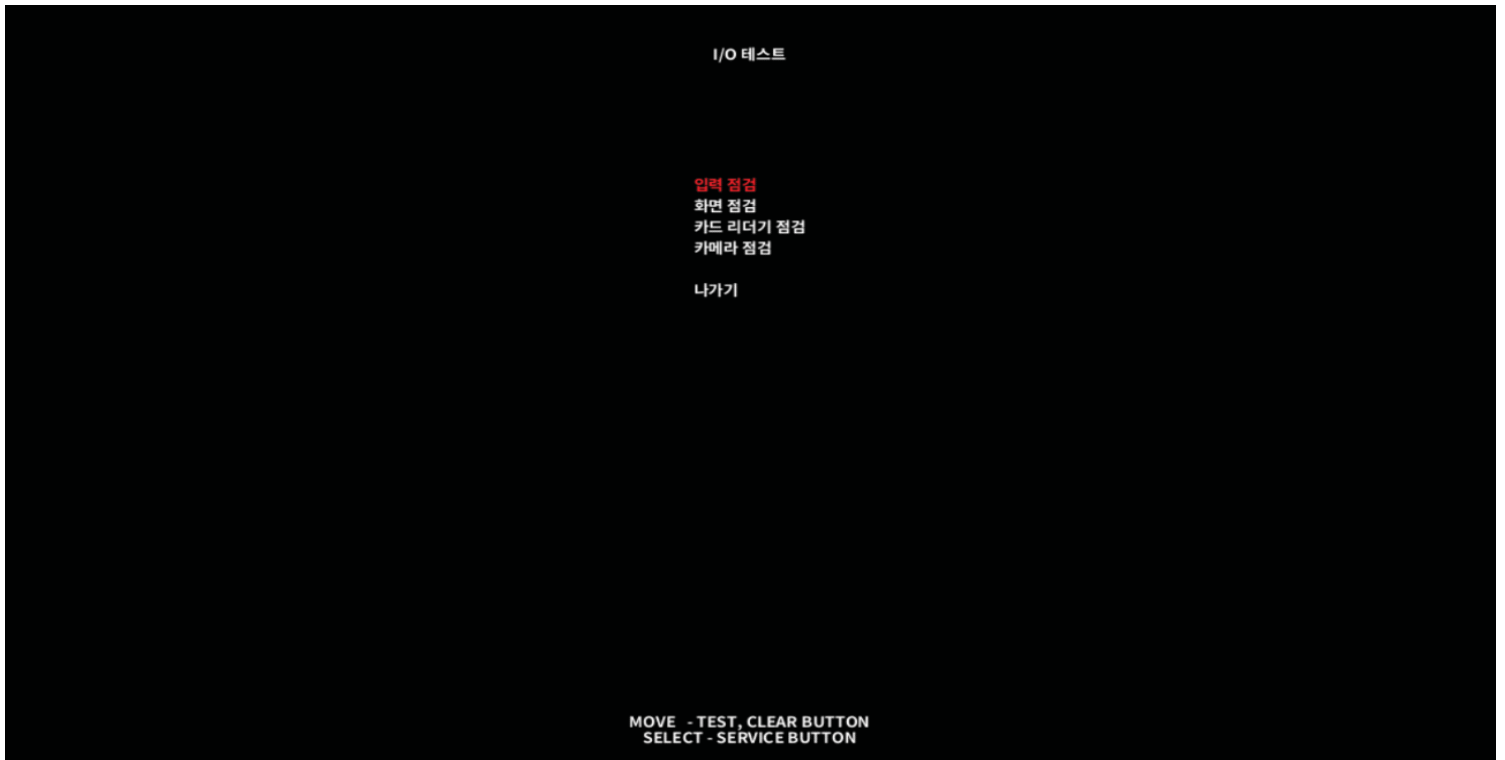 I/O 테스트
입력 점검
화면 점검
카드 리더기 점검
카메라 점검
나가기
MOVE - TEST, CLEAR BUTTON
SELECT - SERVICE BUTTON